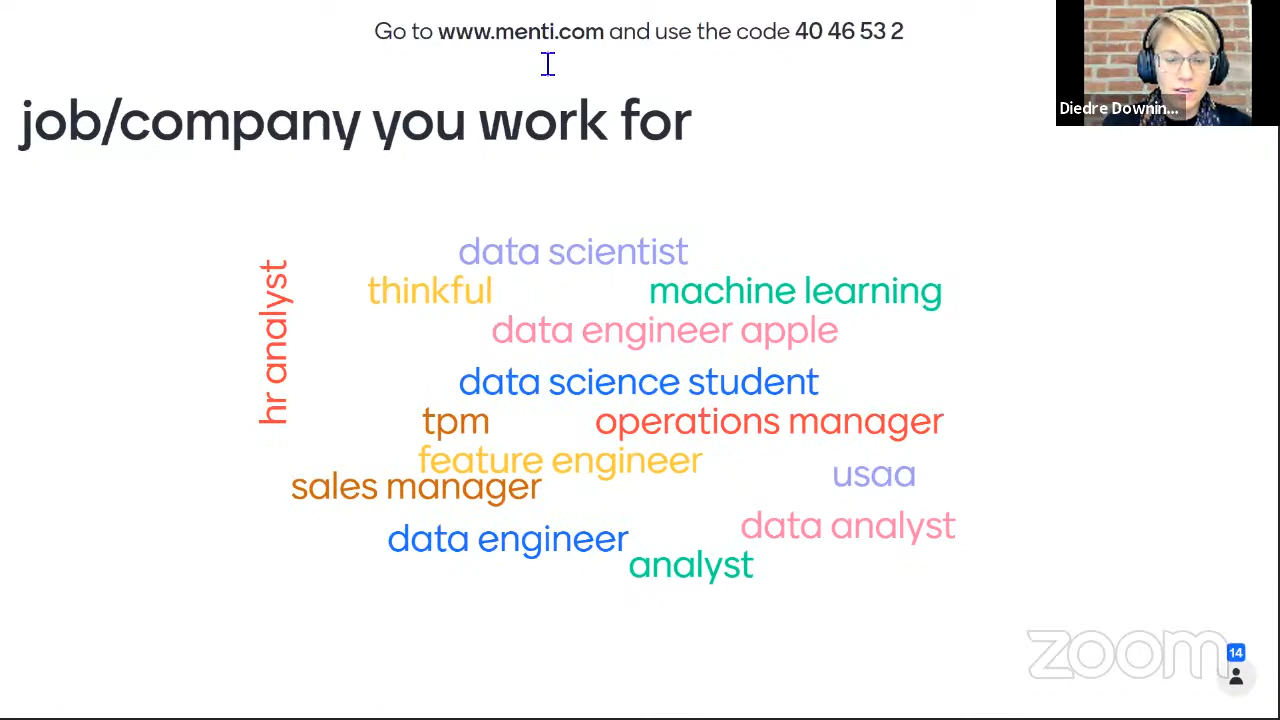 Go to www.menti.com and use the code 40 46 53 2
Diedre Downin...
job/company you work for
data scientist
hr analyst
thinkful
machine learning
data engineer apple
data science student
tpm
operations manager
feature engineer
usaa
sales manager
data analyst
data engineer
analyst
zoom
14